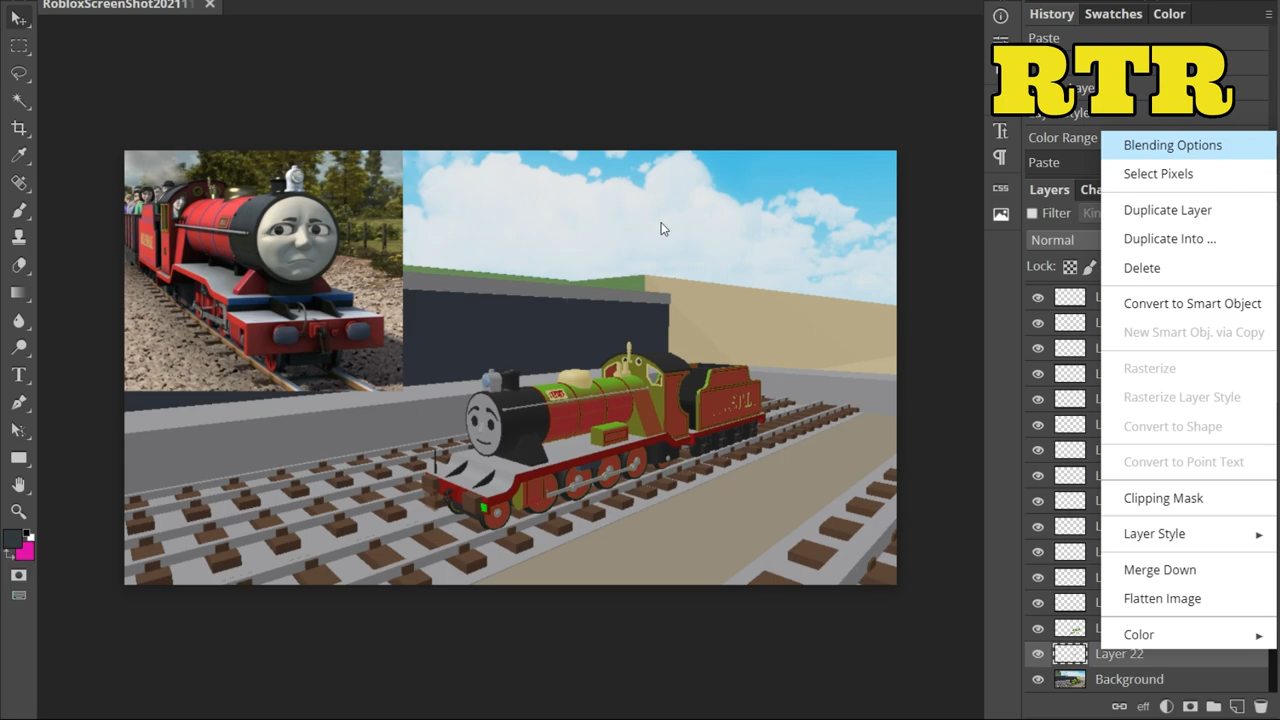 RobloxScreenShot20211
History Swatches Color
Paste
RTR
Color Range
Paste
Blending Options
Select Pixels
Layers
Filter
Duplicate Layer
Normal
Duplicate Into ...
Lock:
Delete
Convert to Smart Object
New Smart Obj. via Copy
Rasterize
Rasterize Layer Style
Convert to Shape
Convert to Point Text
Clipping Mask
Layer Style
Merge Down
Flatten Image
Color
Layer 22
Background
eff
CSS